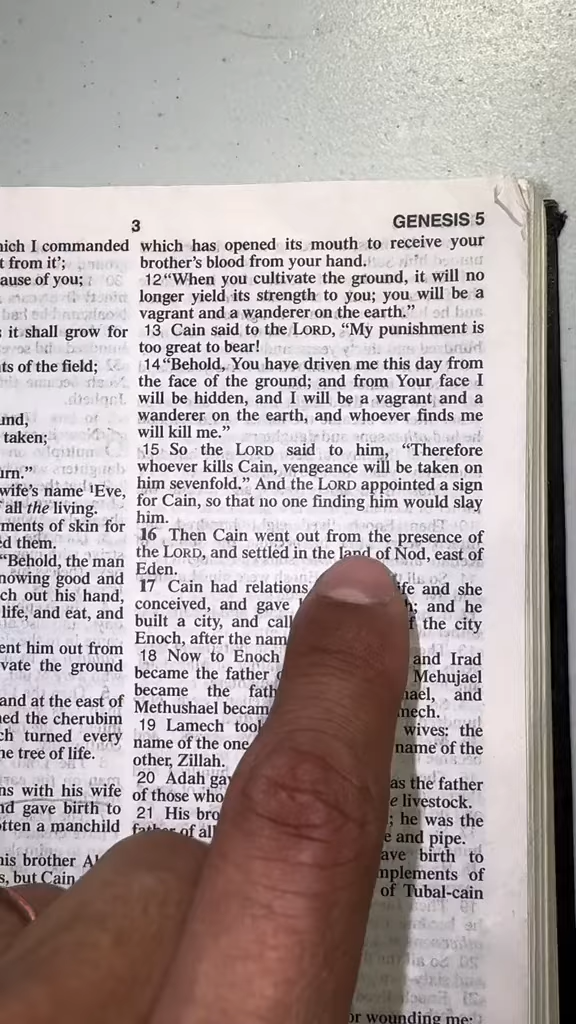 3
GENESIS 5
which I commanded
t from it';
ause of you;
it shall grow for
ts of the field;
und,
taken;
urn."
wife's name ¹Eve,
all the living.
ments of skin for
ed them.
"Behold, the man
nowing good and
ch out his hand,
life, and eat, and
ent him out from
vate the ground
and at the east of
ned the cherubim
ch turned every
he tree of life.
ns with his wife
nd gave birth to
otten a manchild
his brother
s, but Cain
which has opened its mouth to receive your
brother's blood from your hand.
12 "When you cultivate the ground, it will no
longer yield its strength to you; you will be a
vagrant and a wanderer on the earth."
13 Cain said to the LORD, "My punishment is
too great to bear!
14 "Behold, You have driven me this day from
the face of the ground; and from Your face I
will be hidden, and I will be a vagrant and a
wanderer on the earth, and whoever finds me
will kill me."
15 So the LORD said to him, "Therefore
whoever kills Cain, vengeance will be taken on
him sevenfold." And the LORD appointed a sign
for Cain, so that no one finding him would slay
him.
16 Then Cain went out from the presence of
the LORD, and settled in the land of Nod, east of
Eden.
17 Cain had relations ife and she
conceived, and gave h; and he
built a city, and call f the city
Enoch, after the nam
18 Now to Enoch and Irad
became the father Mehujael
became the fath ael, and
Methushael becam mech.
19 Lamech took wives: the
name of the one name of the
other, Zillah.
20 Adah ga as the father
of those who e livestock.
21 His bro ; he was the
father of all e and pipe.
ave birth to
mplements of
of Tubal-cain
or wounding me;